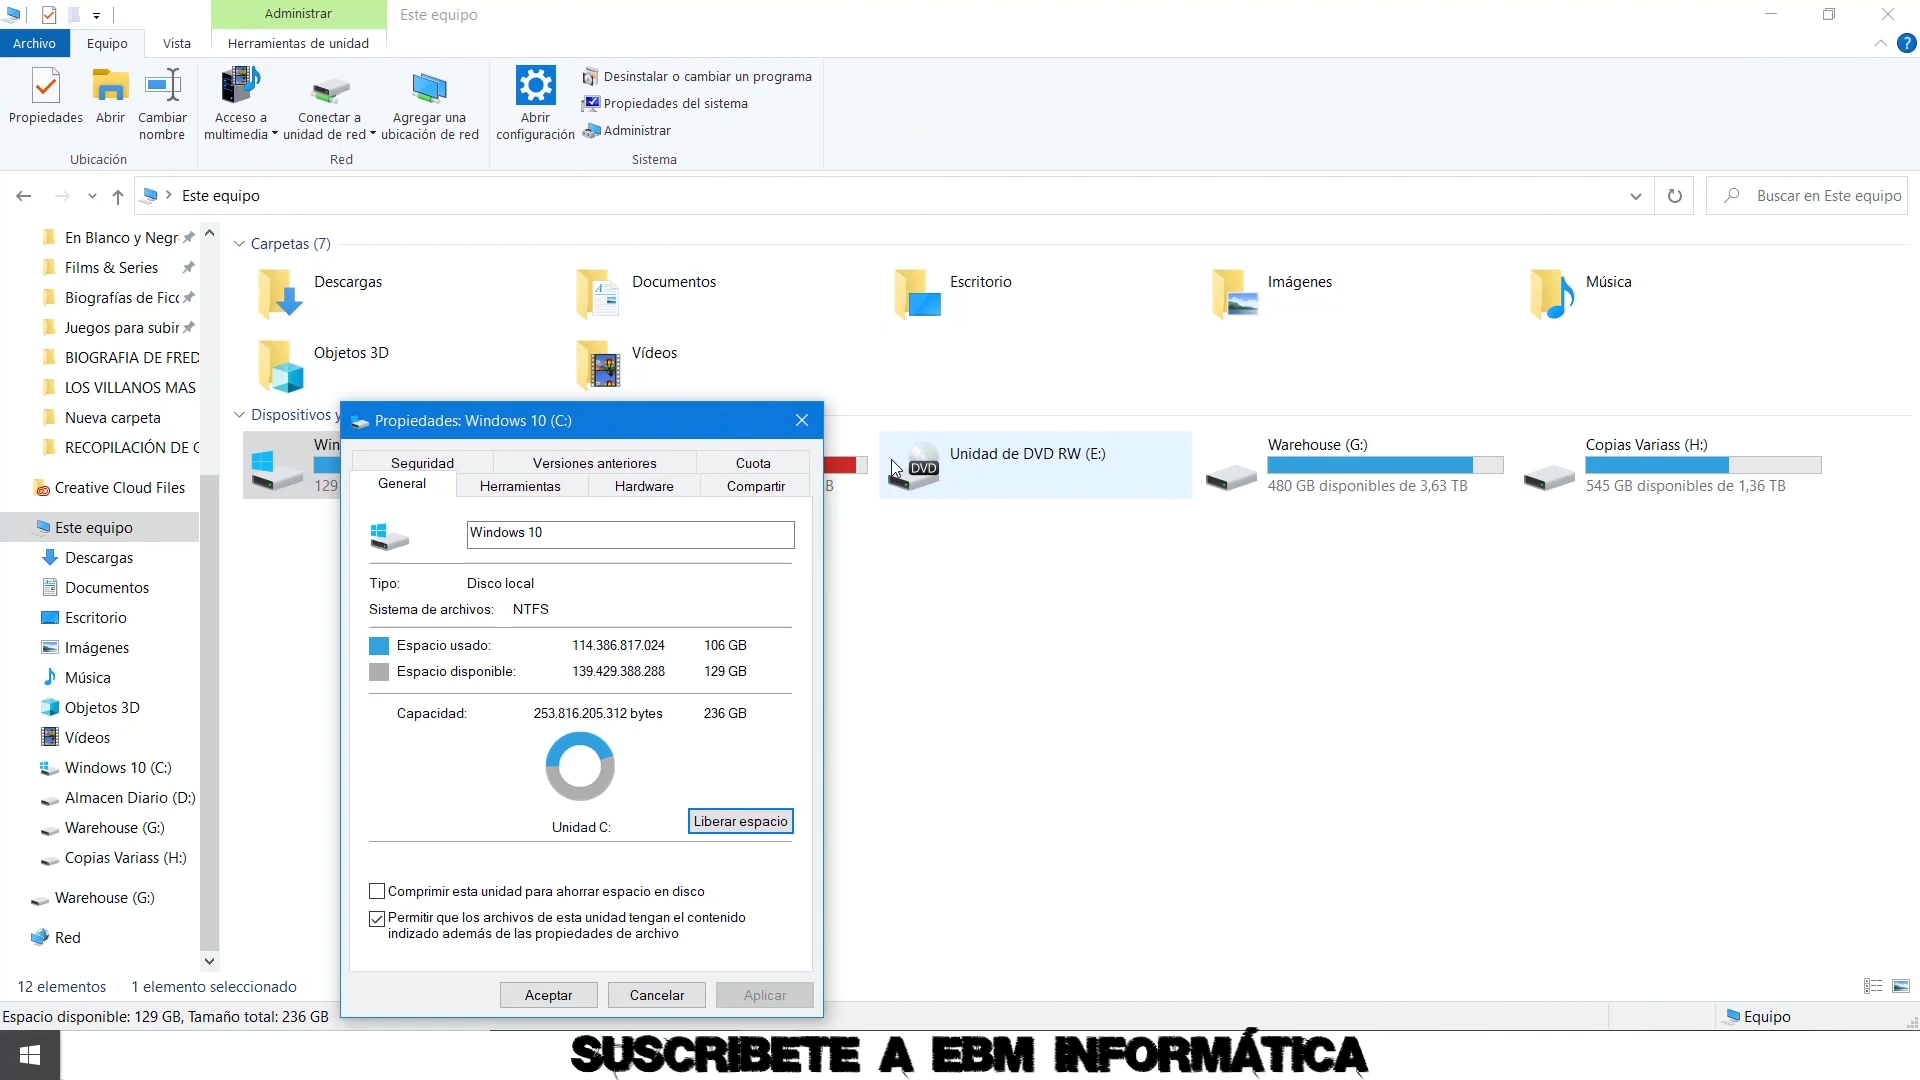 Administrar
Este equipo
Archivo
Equipo
Vista
Herramientas de unidad
Propiedades
Abrir
Cambiar
nombre
Ubicación
Acceso a
multimedia
Conectar a
unidad de red
Agregar una
ubicación de red
Red
Abrir
configuración
Desinstalar o cambiar un programa
Propiedades del sistema
Administrar
Sistema
Este equipo
Buscar en Este equipo
En Blanco y Negr
Films & Series
Biografías de Fic
Juegos para subir
BIOGRAFIA DE FRED
LOS VILLANOS MAS
Nueva carpeta
RECOPILACIÓN DE
Creative Cloud Files
Este equipo
Descargas
Documentos
Escritorio
Imágenes
Música
Objetos 3D
Vídeos
Windows 10 (C:)
Almacen Diario (D:)
Warehouse (G:)
Copias Variass (H:)
Warehouse (G:)
Red
Carpetas (7)
Descargas
Documentos
Escritorio
Imágenes
Música
Objetos 3D
Vídeos
Dispositivos y
Win
129
B
Unidad de DVD RW (E:)
DVD
Warehouse (G:)
480 GB disponibles de 3,63 TB
Copias Variass (H:)
545 GB disponibles de 1,36 TB
Propiedades: Windows 10 (C:)
Seguridad
Versiones anteriores
Cuota
General
Herramientas
Hardware
Compartir
Windows 10
Tipo: Disco local
Sistema de archivos: NTFS
Espacio usado: 114.386.817.024 106 GB
Espacio disponible: 139.429.388.288 129 GB
Capacidad: 253.816.205.312 bytes 236 GB
Unidad C:
Liberar espacio
Comprimir esta unidad para ahorrar espacio en disco
Permitir que los archivos de esta unidad tengan el contenido
indizado además de las propiedades de archivo
Aceptar
Cancelar
Aplicar
12 elementos
1 elemento seleccionado
Espacio disponible: 129 GB, Tamaño total: 236 GB
Equipo
SUSCRIBETE A EBM INFORMÁTICA